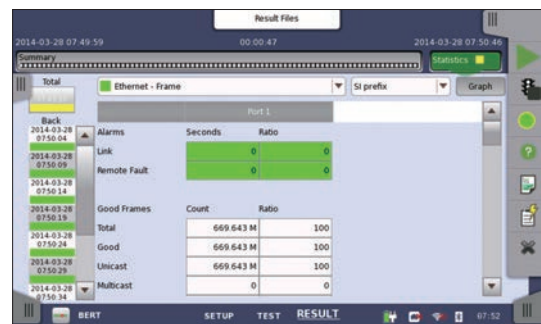 Result Files
2014-03-28 07:49:59 00:00:47 2014-03-28 07:50:46
Summary
Statistics
Total
Ethernet - Frame
SI prefix
Graph
Port 1
Back
2014-03-28 07:50:04
2014-03-28 07:50:09
2014-03-28 07:50:14
2014-03-28 07:50:19
2014-03-28 07:50:24
2014-03-28 07:50:29
2014-03-28 07:50:34
Alarms Seconds Ratio
Link 0 0
Remote Fault 0 0
Good Frames Count Ratio
Total 669.643 M 100
Good 669.643 M 100
Unicast 669.643 M 100
Multicast 0 0
BERT SETUP TEST RESULT 07:52